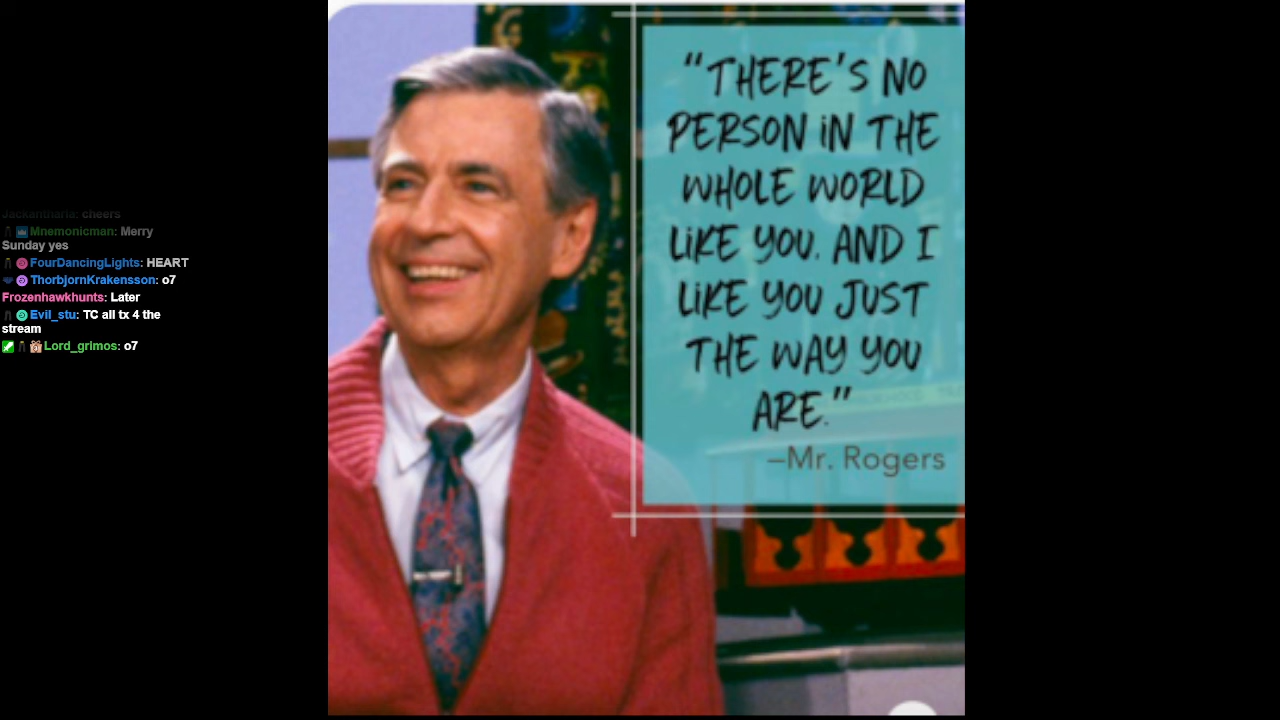 Jackantharia: cheers
Mnemonicman: Merry
Sunday yes
FourDancingLights: HEART
ThorbjornKrakensson: o7
Frozenhawkhunts: Later
Evil_stu: TC all tx 4 the
stream
Lord_grimos: o7
“THERE’S NO
PERSON iN THE
WHOLE WORLD
LiKE YOU. AND I
LiKE YOU JUST
THE WAY YOU
ARE.”
–Mr. Rogers